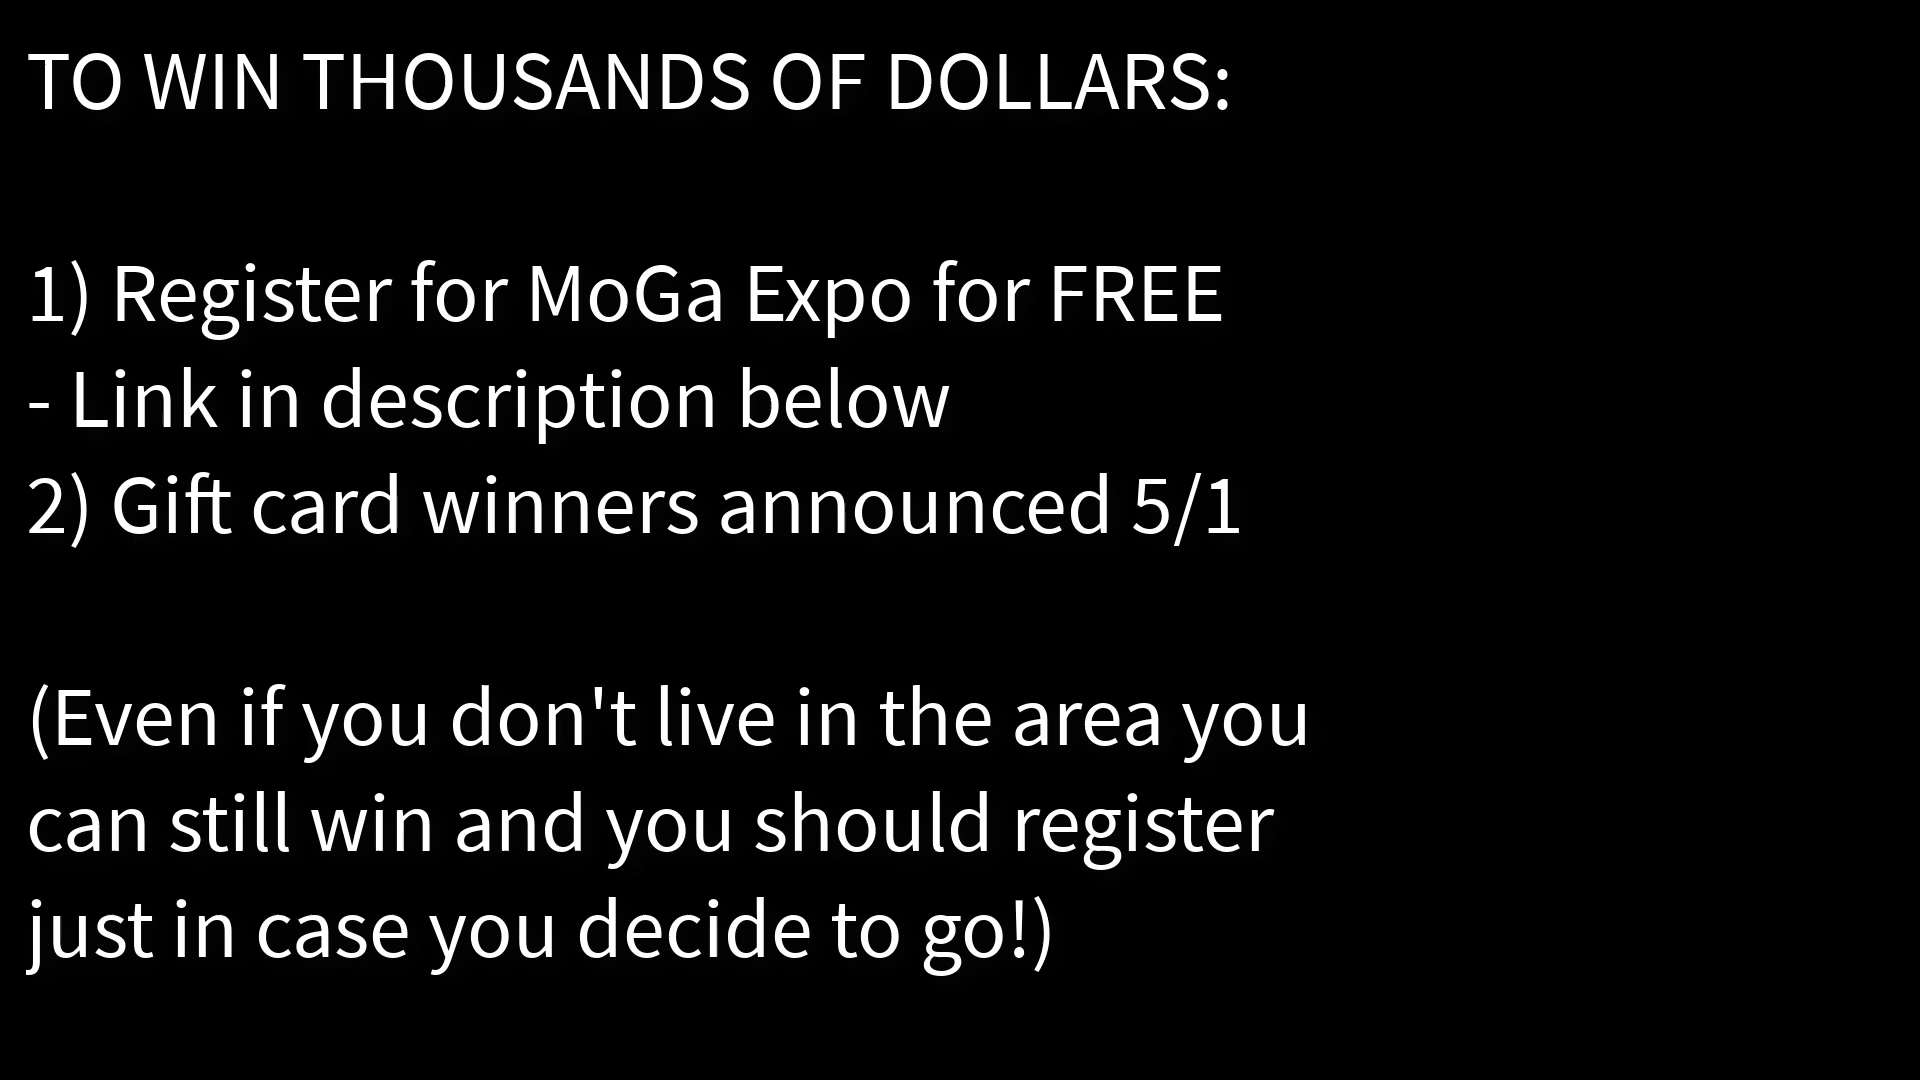 TO WIN THOUSANDS OF DOLLARS:
1) Register for MoGa Expo for FREE
- Link in description below
2) Gift card winners announced 5/1
(Even if you don't live in the area you
can still win and you should register
just in case you decide to go!)